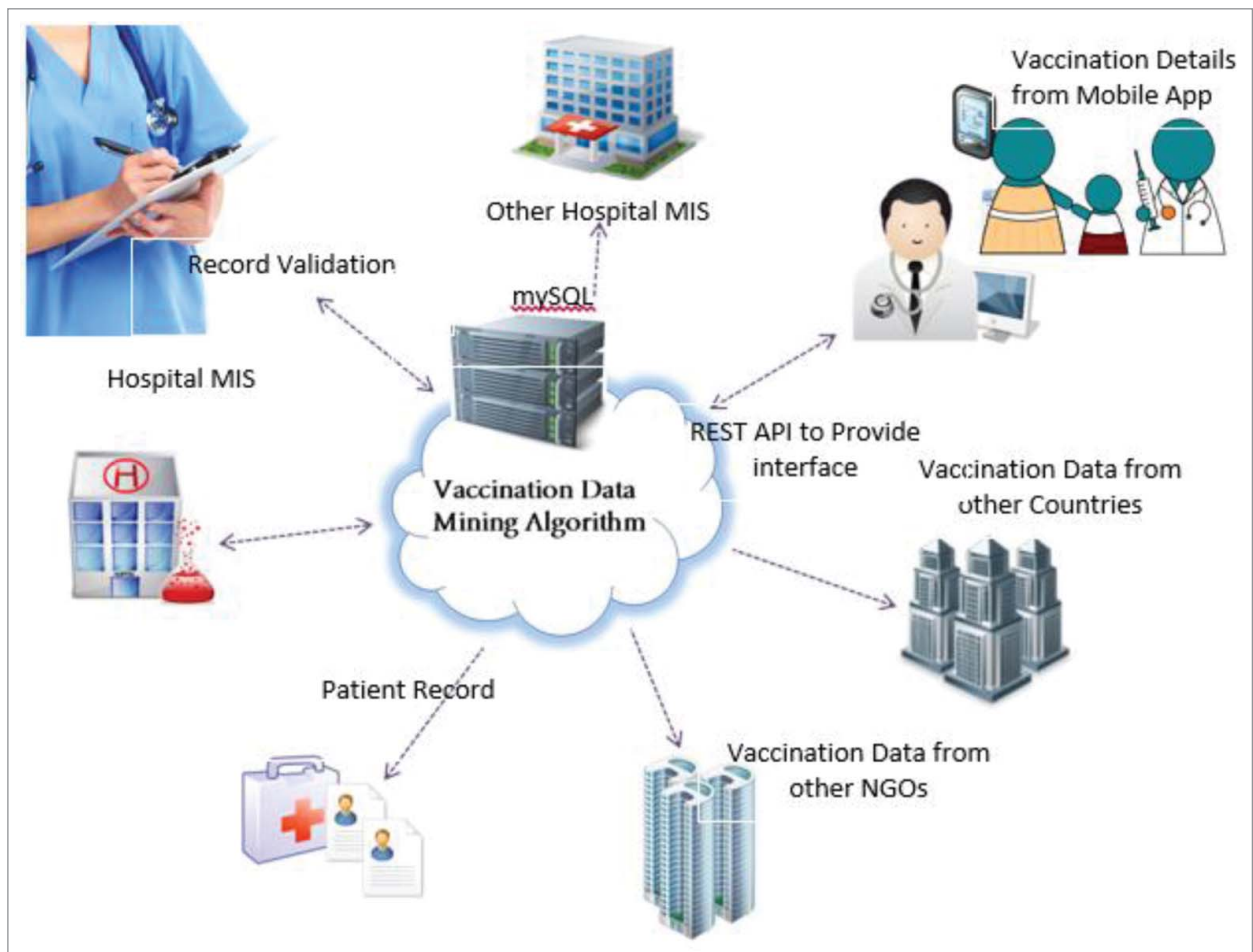 Vaccination Details
from Mobile App
Other Hospital MIS
Record Validation
mySQL
Hospital MIS
REST API to Provide
interface
Vaccination Data from
other Countries
H
Vaccination Data
Mining Algorithm
Patient Record
Vaccination Data from
other NGOs